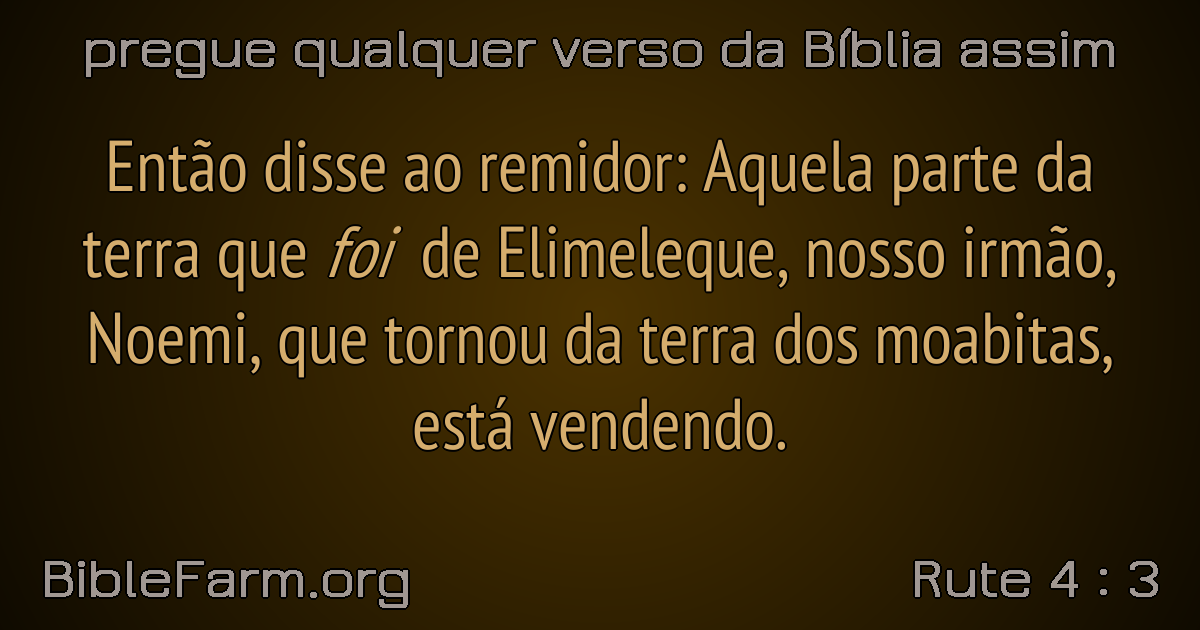 pregue qualquer verso da Bíblia assim
Então disse ao remidor: Aquela parte da
terra que foi de Elimeleque, nosso irmão,
Noemi, que tornou da terra dos moabitas,
está vendendo.
BibleFarm.org
Rute 4 : 3